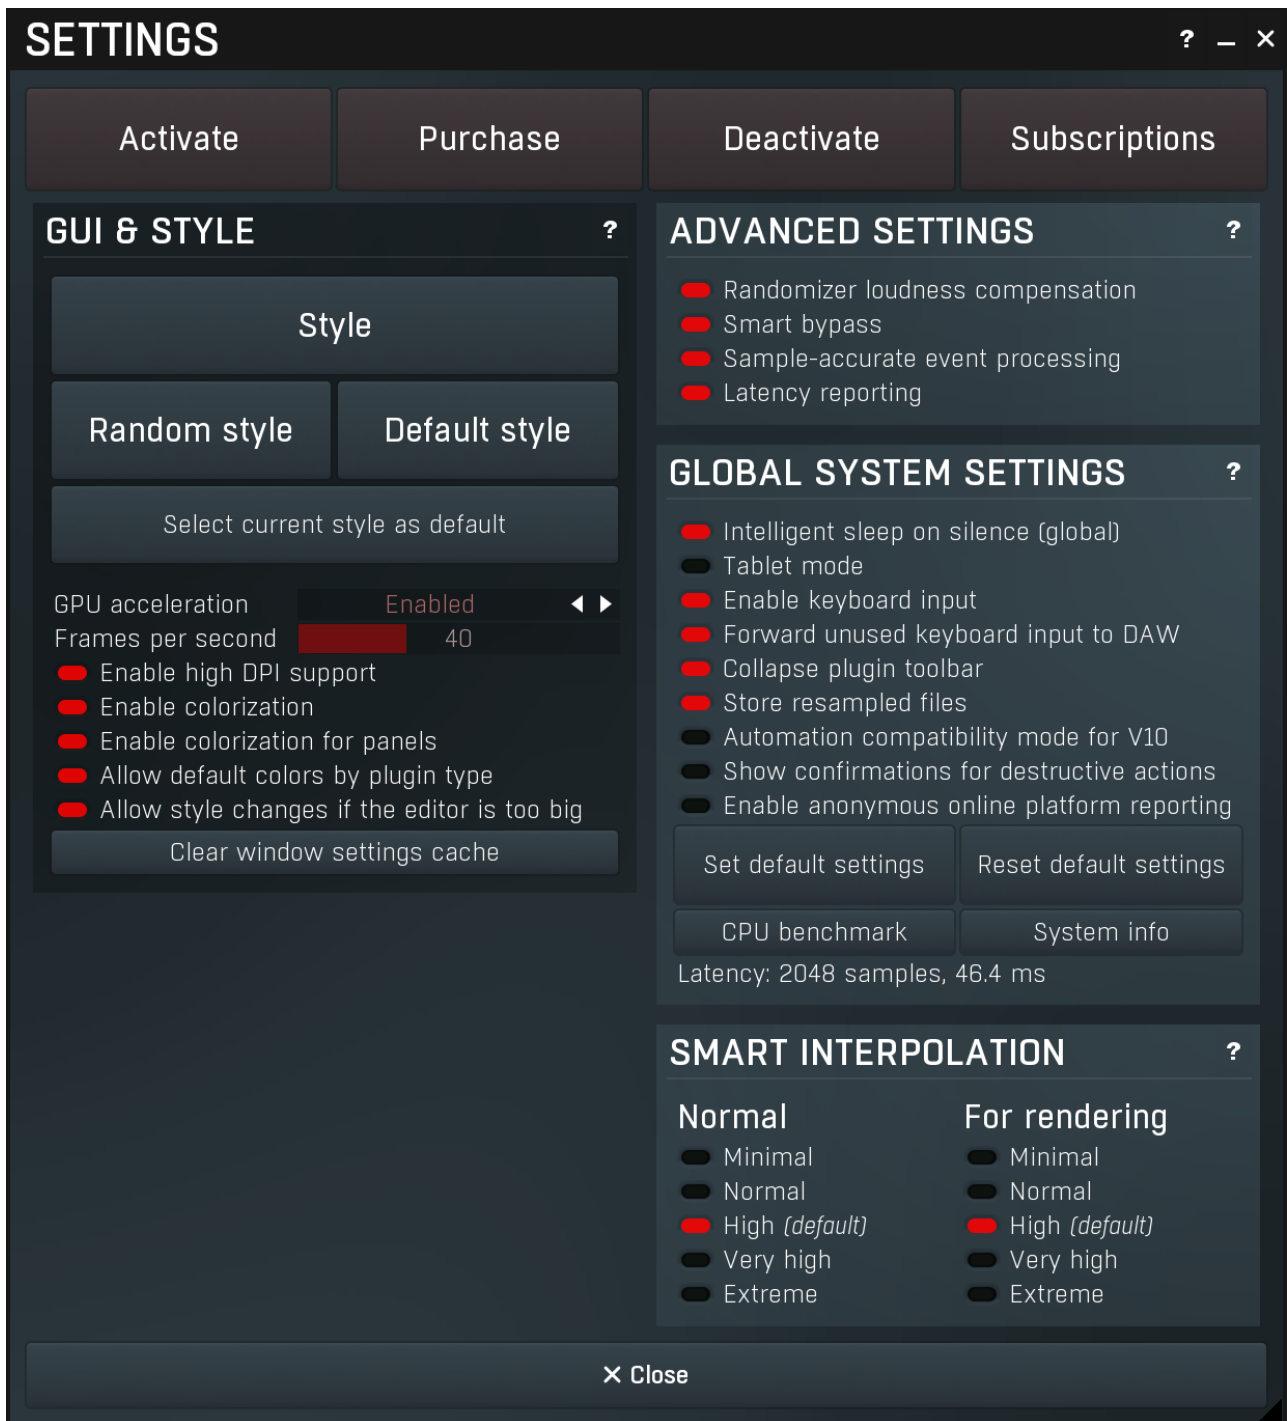 SETTINGS
? _ ×
Activate Purchase Deactivate Subscriptions
GUI & STYLE ?
Style
Random style Default style
Select current style as default
GPU acceleration Enabled
Frames per second 40
Enable high DPI support
Enable colorization
Enable colorization for panels
Allow default colors by plugin type
Allow style changes if the editor is too big
Clear window settings cache
ADVANCED SETTINGS ?
Randomizer loudness compensation
Smart bypass
Sample-accurate event processing
Latency reporting
GLOBAL SYSTEM SETTINGS ?
Intelligent sleep on silence (global)
Tablet mode
Enable keyboard input
Forward unused keyboard input to DAW
Collapse plugin toolbar
Store resampled files
Automation compatibility mode for V10
Show confirmations for destructive actions
Enable anonymous online platform reporting
Set default settings Reset default settings
CPU benchmark System info
Latency: 2048 samples, 46.4 ms
SMART INTERPOLATION ?
Normal For rendering
Minimal Minimal
Normal Normal
High (default) High (default)
Very high Very high
Extreme Extreme
× Close